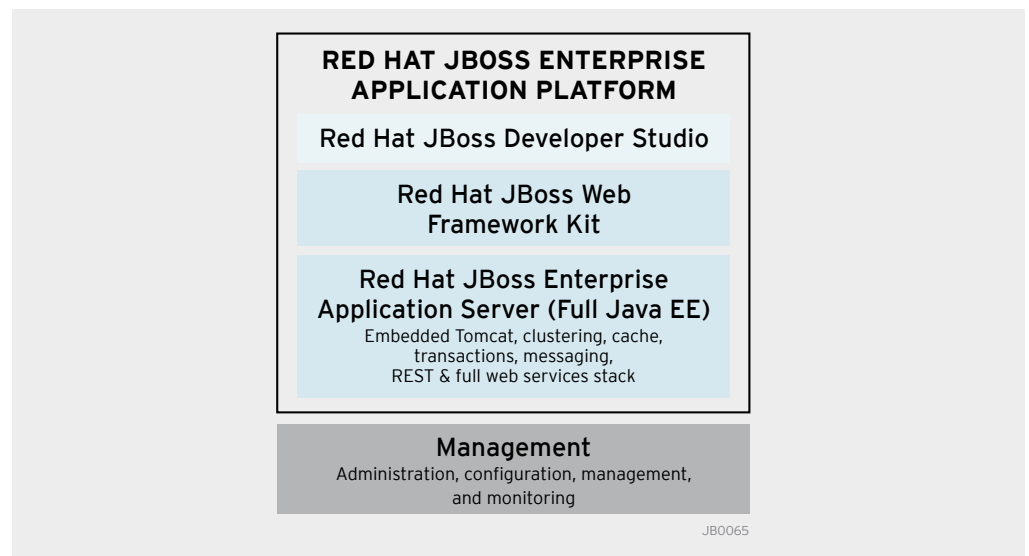 RED HAT JBOSS ENTERPRISE
APPLICATION PLATFORM
Red Hat JBoss Developer Studio
Red Hat JBoss Web
Framework Kit
Red Hat JBoss Enterprise
Application Server (Full Java EE)
Embedded Tomcat, clustering, cache,
transactions, messaging,
REST & full web services stack
Management
Administration, configuration, management,
and monitoring
JB0065